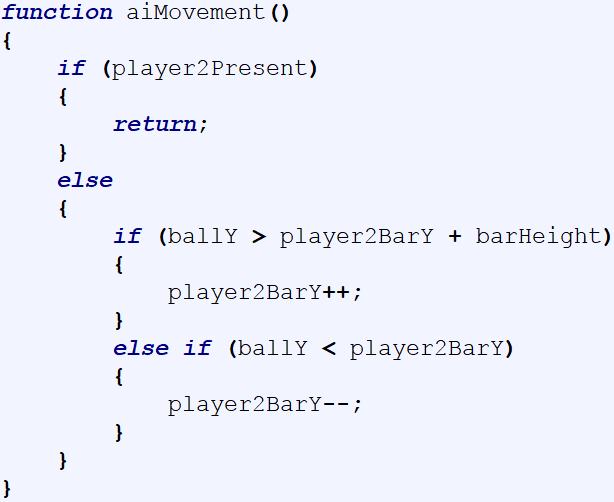 function aiMovement()
{
    if (player2Present)
    {
        return;
    }
    else
    {
        if (ballY > player2BarY + barHeight)
        {
            player2BarY++;
        }
        else if (ballY < player2BarY)
        {
            player2BarY--;
        }
    }
}